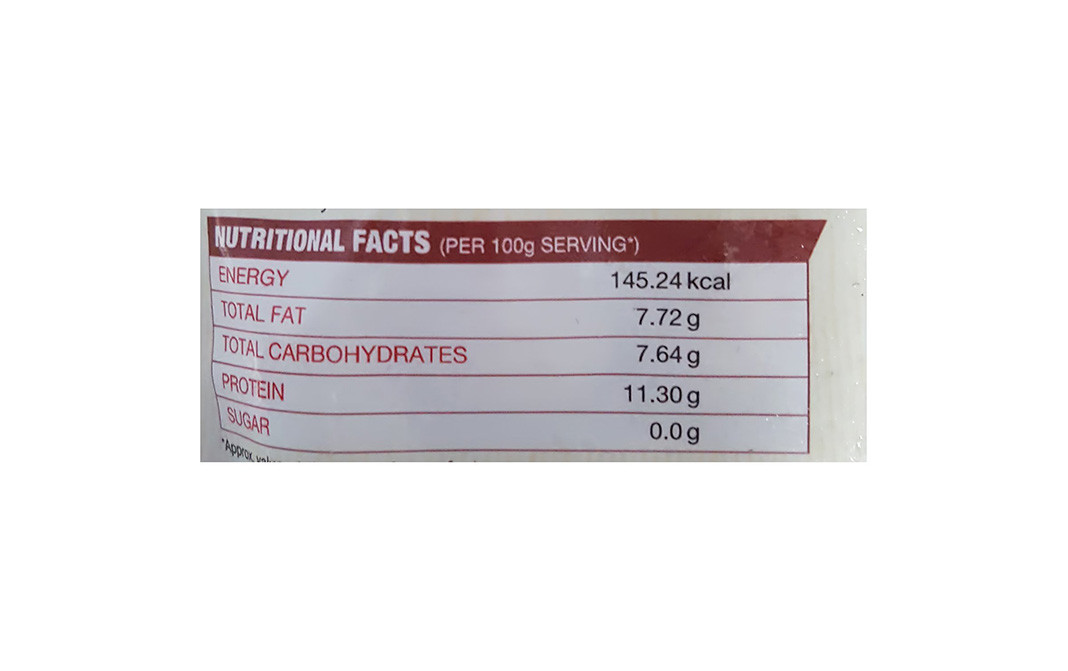 NUTRITIONAL FACTS (PER 100g SERVING*)
ENERGY 145.24 kcal
TOTAL FAT 7.72 g
TOTAL CARBOHYDRATES 7.64 g
PROTEIN 11.30 g
SUGAR 0.0 g
*Approx.